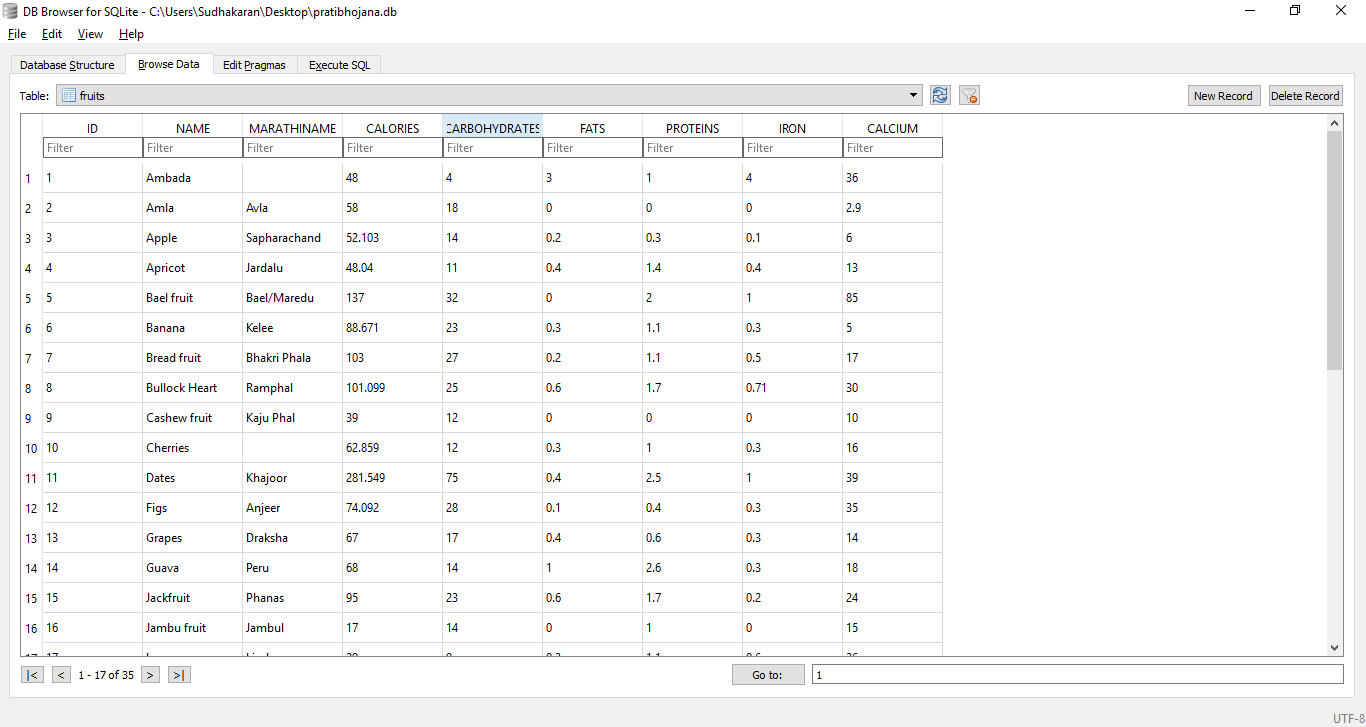 DB Browser for SQLite - C:\Users\Sudhakaran\Desktop\pratibhojana.db
File Edit View Help
Database Structure Browse Data Edit Pragmas Execute SQL
Table: fruits New Record Delete Record
ID NAME MARATHINAME CALORIES CARBOHYDRATES FATS PROTEINS IRON CALCIUM
Filter Filter Filter Filter Filter Filter Filter Filter Filter
1 1 Ambada 48 4 3 1 4 36
2 2 Amla Avla 58 18 0 0 0 2.9
3 3 Apple Sapharachand 52.103 14 0.2 0.3 0.1 6
4 4 Apricot Jardalu 48.04 11 0.4 1.4 0.4 13
5 5 Bael fruit Bael/Maredu 137 32 0 2 1 85
6 6 Banana Kelee 88.671 23 0.3 1.1 0.3 5
7 7 Bread fruit Bhakri Phala 103 27 0.2 1.1 0.5 17
8 8 Bullock Heart Ramphal 101.099 25 0.6 1.7 0.71 30
9 9 Cashew fruit Kaju Phal 39 12 0 0 0 10
10 10 Cherries 62.859 12 0.3 1 0.3 16
11 11 Dates Khajoor 281.549 75 0.4 2.5 1 39
12 12 Figs Anjeer 74.092 28 0.1 0.4 0.3 35
13 13 Grapes Draksha 67 17 0.4 0.6 0.3 14
14 14 Guava Peru 68 14 1 2.6 0.3 18
15 15 Jackfruit Phanas 95 23 0.6 1.7 0.2 24
16 16 Jambu fruit Jambul 17 14 0 1 0 15
|< < 1 - 17 of 35 > >| Go to: 1
UTF-8